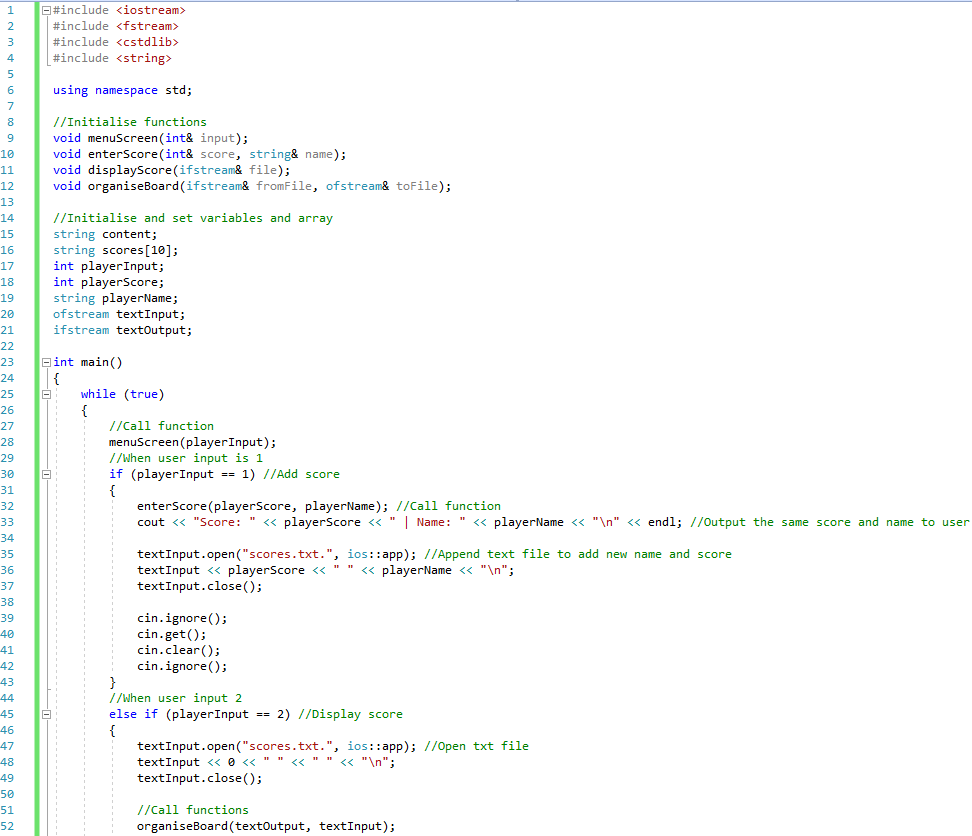 1 #include <iostream>
2 #include <fstream>
3 #include <cstdlib>
4 #include <string>
5
6 using namespace std;
7
8 //Initialise functions
9 void menuScreen(int& input);
10 void enterScore(int& score, string& name);
11 void displayScore(ifstream& file);
12 void organiseBoard(ifstream& fromFile, ofstream& toFile);
13
14 //Initialise and set variables and array
15 string content;
16 string scores[10];
17 int playerInput;
18 int playerScore;
19 string playerName;
20 ofstream textInput;
21 ifstream textOutput;
22
23 int main()
24 {
25 while (true)
26 {
27 //Call function
28 menuScreen(playerInput);
29 //When user input is 1
30 if (playerInput == 1) //Add score
31 {
32 enterScore(playerScore, playerName); //Call function
33 cout << "Score: " << playerScore << " | Name: " << playerName << "\n" << endl; //Output the same score and name to user
34
35 textInput.open("scores.txt.", ios::app); //Append text file to add new name and score
36 textInput << playerScore << " " << playerName << "\n";
37 textInput.close();
38
39 cin.ignore();
40 cin.get();
41 cin.clear();
42 cin.ignore();
43 }
44 //When user input 2
45 else if (playerInput == 2) //Display score
46 {
47 textInput.open("scores.txt.", ios::app); //Open txt file
48 textInput << 0 << " " << " " << "\n";
49 textInput.close();
50
51 //Call functions
52 organiseBoard(textOutput, textInput);